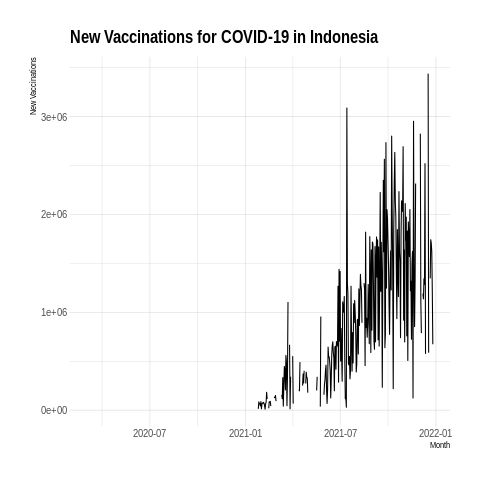 New Vaccinations for COVID-19 in Indonesia
New Vaccinations
3e+06
2e+06
1e+06
0e+00
2020-07 2021-01 2021-07 2022-01
Month